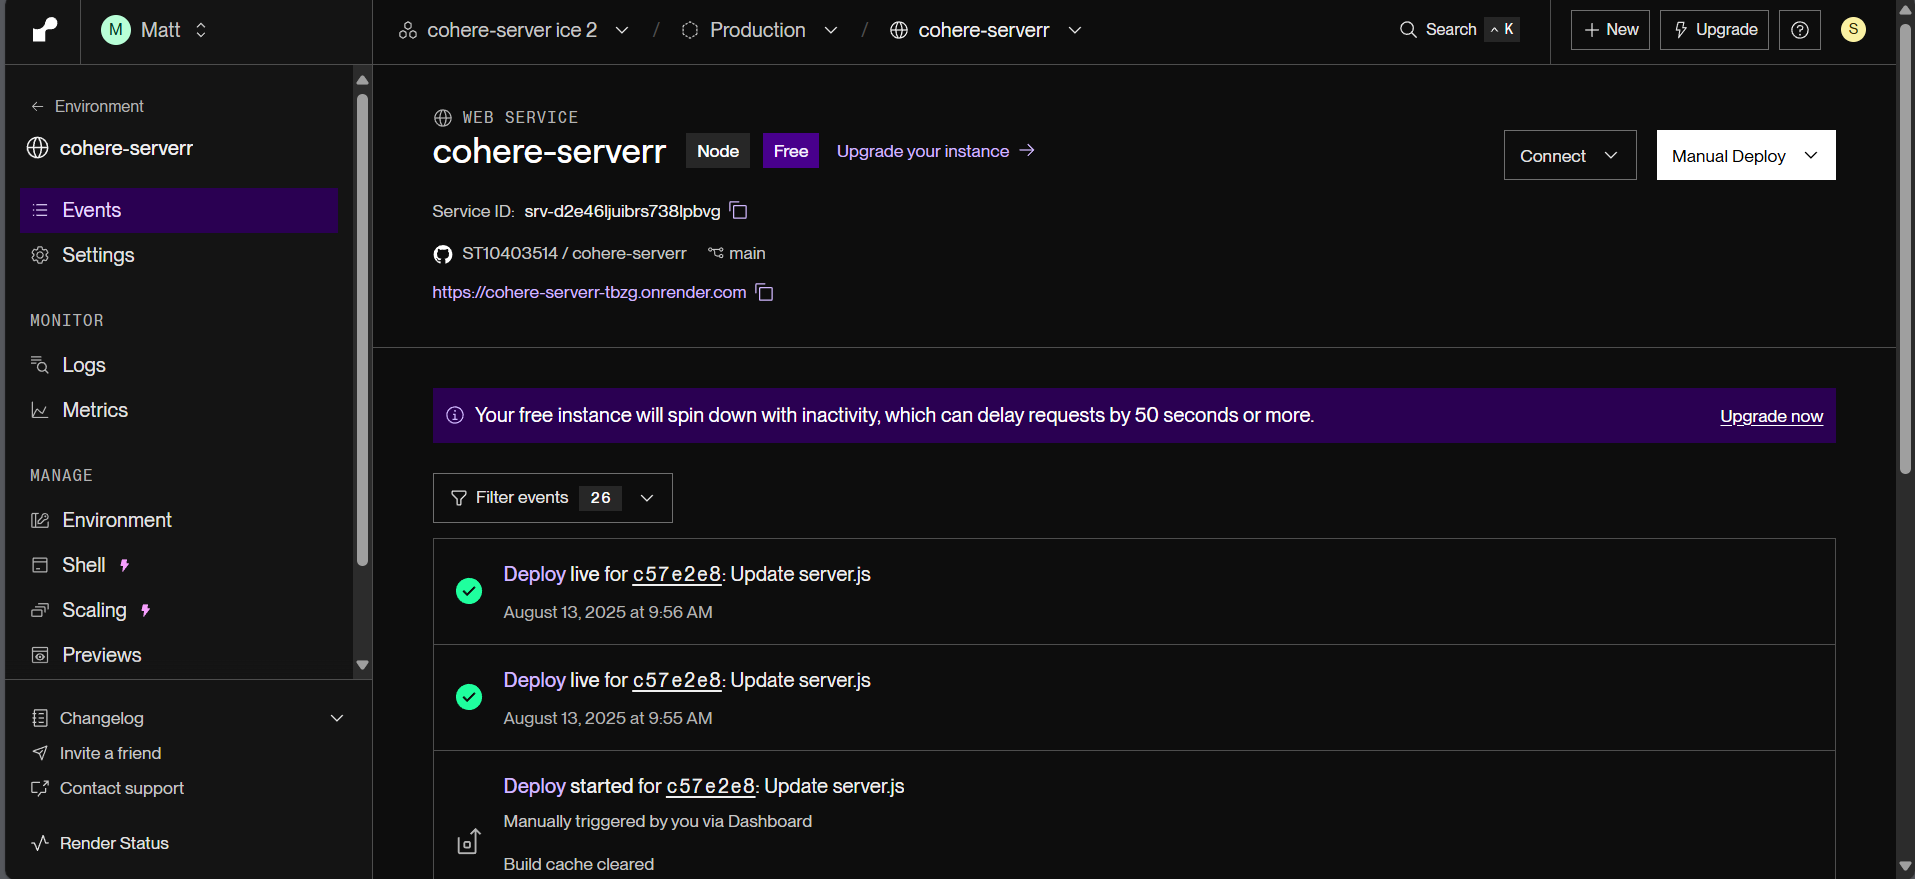 M Matt
cohere-server ice 2 / Production / cohere-serverr
Search ^ K
+ New
Upgrade
S
Environment
cohere-serverr
Events
Settings
MONITOR
Logs
Metrics
MANAGE
Environment
Shell
Scaling
Previews
Changelog
Invite a friend
Contact support
Render Status
WEB SERVICE
cohere-serverr Node Free Upgrade your instance →
Connect
Manual Deploy
Service ID: srv-d2e46ljuibrs738lpbvg
ST10403514 / cohere-serverr main
https://cohere-serverr-tbzg.onrender.com
Your free instance will spin down with inactivity, which can delay requests by 50 seconds or more.
Upgrade now
Filter events 26
Deploy live for c57e2e8: Update server.js
August 13, 2025 at 9:56 AM
Deploy live for c57e2e8: Update server.js
August 13, 2025 at 9:55 AM
Deploy started for c57e2e8: Update server.js
Manually triggered by you via Dashboard
Build cache cleared